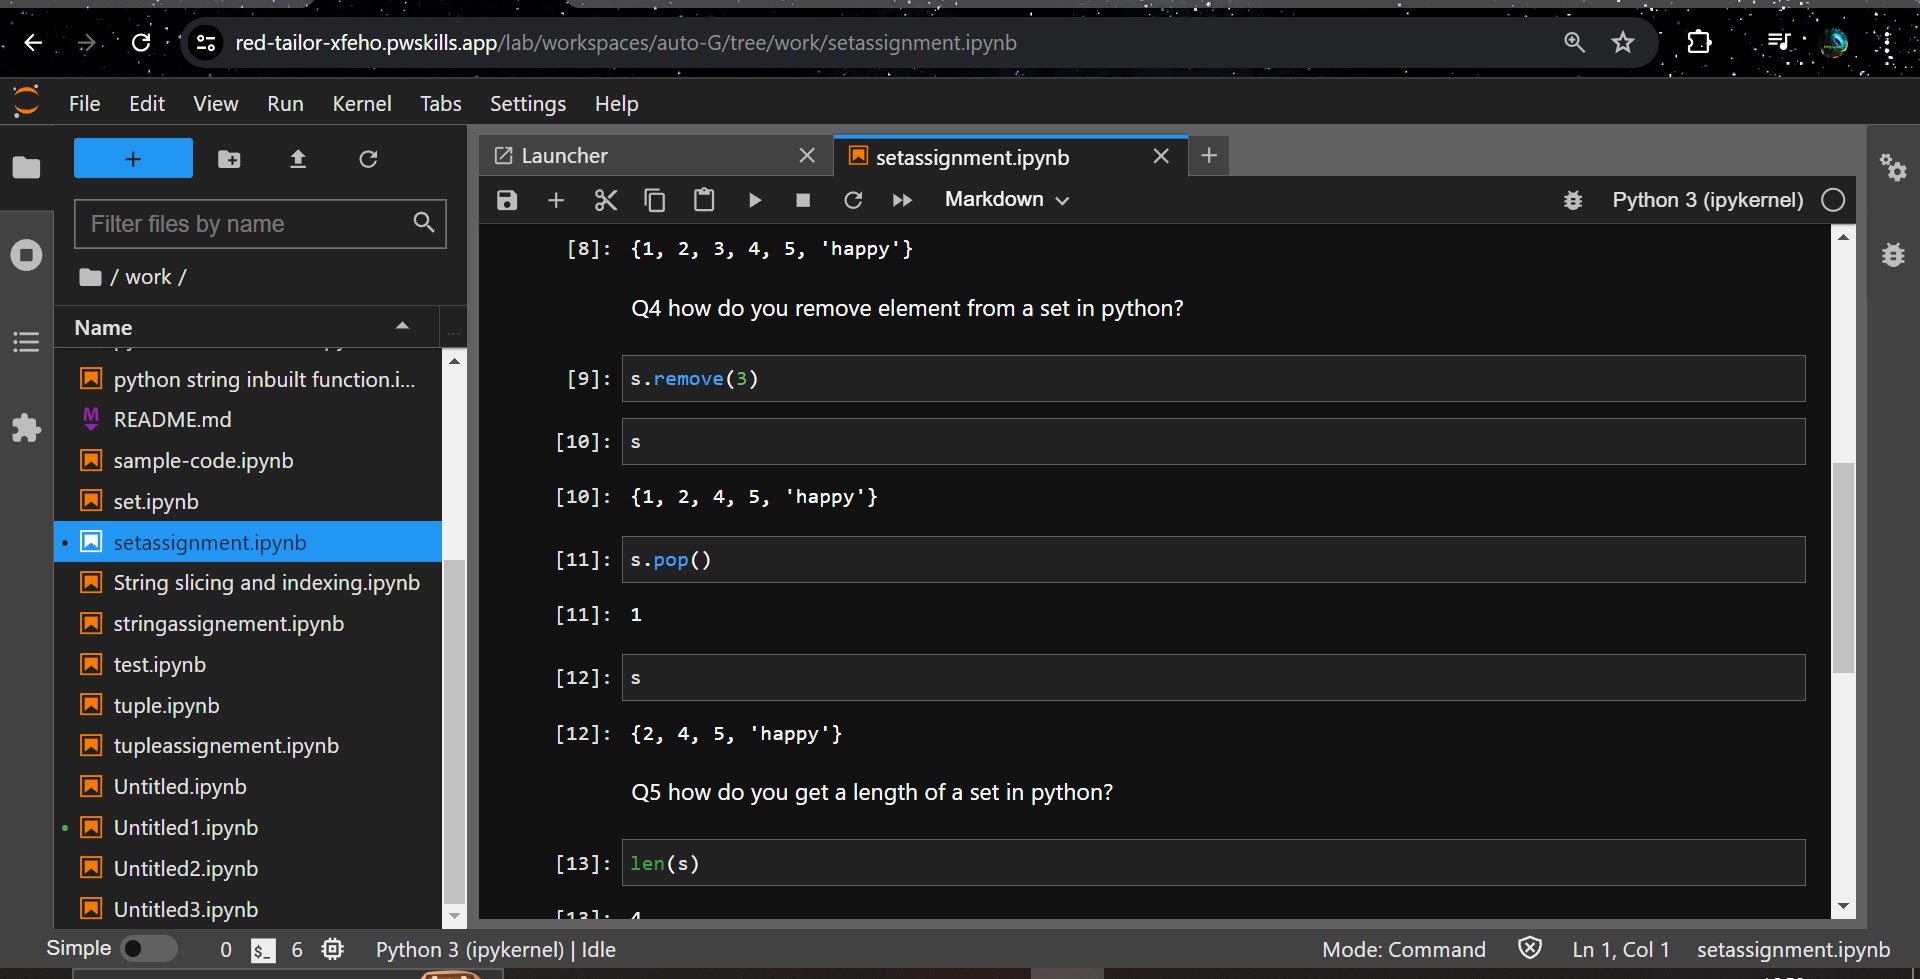 red-tailor-xfeho.pwskills.app/lab/workspaces/auto-G/tree/work/setassignment.ipynb
File Edit View Run Kernel Tabs Settings Help
Filter files by name
/ work /
Name
python string inbuilt function.i...
README.md
sample-code.ipynb
set.ipynb
setassignment.ipynb
String slicing and indexing.ipynb
stringassignement.ipynb
test.ipynb
tuple.ipynb
tupleassignement.ipynb
Untitled.ipynb
Untitled1.ipynb
Untitled2.ipynb
Untitled3.ipynb
Launcher
setassignment.ipynb
Markdown
Python 3 (ipykernel)
[8]: {1, 2, 3, 4, 5, 'happy'}
Q4 how do you remove element from a set in python?
[9]: s.remove(3)
[10]: s
[10]: {1, 2, 4, 5, 'happy'}
[11]: s.pop()
[11]: 1
[12]: s
[12]: {2, 4, 5, 'happy'}
Q5 how do you get a length of a set in python?
[13]: len(s)
[13]: 4
Simple 0 $_ 6 Python 3 (ipykernel) | Idle Mode: Command Ln 1, Col 1 setassignment.ipynb